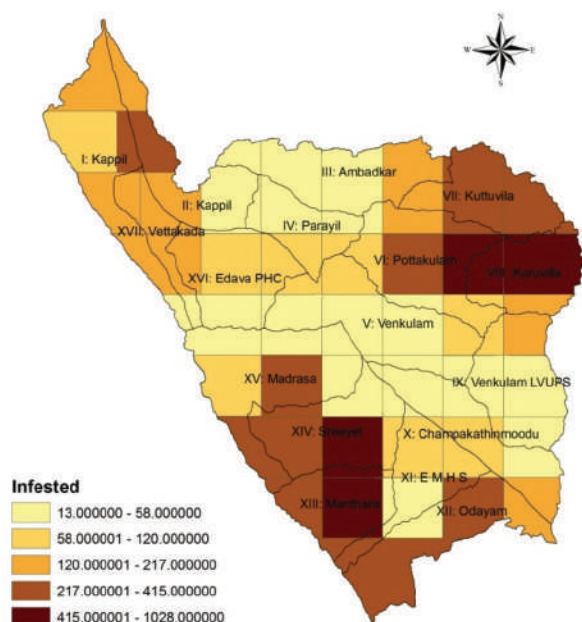 N
W E
S
I: Kappil
III: Ambadkar
VII: Kuttuvila
II: Kappil
IV: Parayil
XVII: Vettakada
VI: Pottakulam
VIII: Karuvila
XVI: Edava PHC
V: Venkulam
XV: Madrasa
IX: Venkulam LVUPS
XIV: Sreeyet
X: Champakathinmoodu
XI: E M H S
XIII: Manthara
XII: Odayam
Infested
13.000000 - 58.000000
58.000001 - 120.000000
120.000001 - 217.000000
217.000001 - 415.000000
415.000001 - 1028.000000